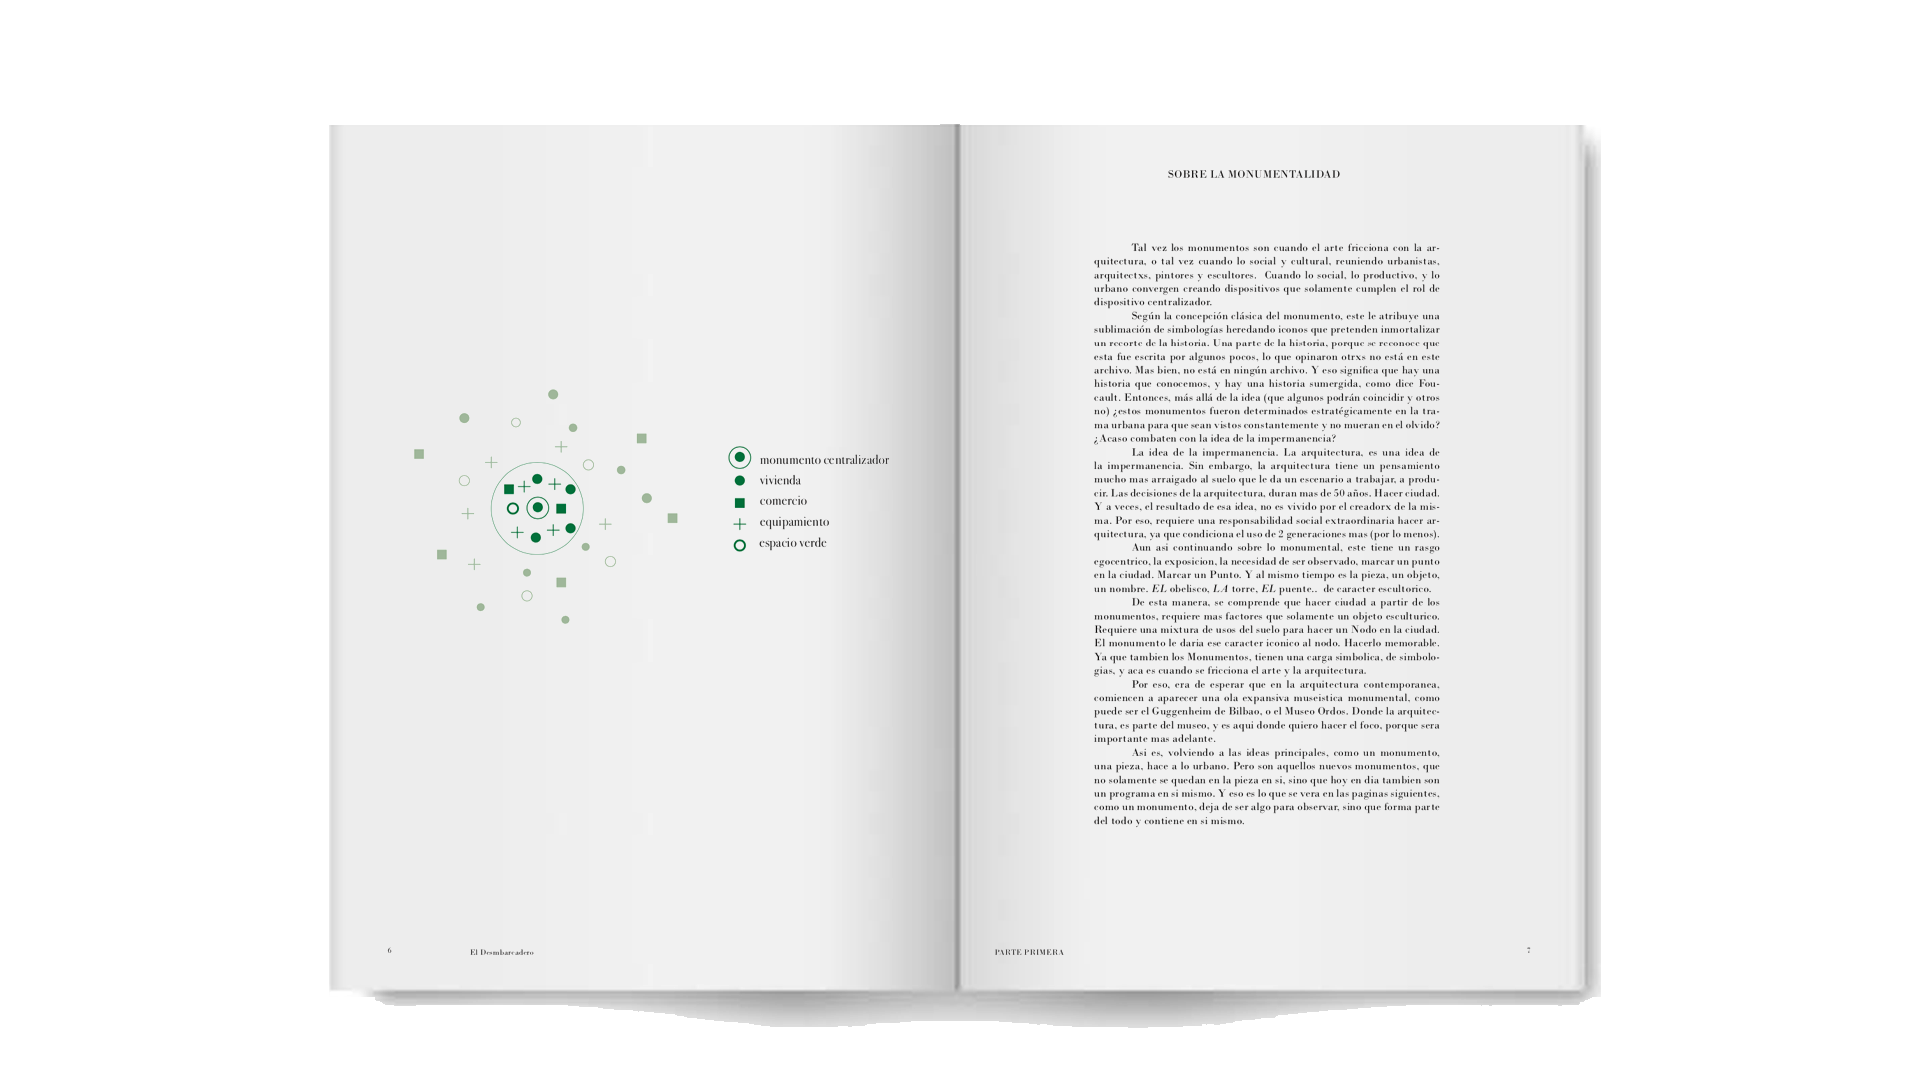 monumento centralizador
vivienda
comercio
equipamiento
espacio verde
6
El Desmbarcadero
SOBRE LA MONUMENTALIDAD
Tal vez los monumentos son cuando el arte fricciona con la ar-
quitectura, o tal vez cuando lo social y cultural, reuniendo urbanistas,
arquitectxs, pintores y escultores. Cuando lo social, lo productivo, y lo
urbano convergen creando dispositivos que solamente cumplen el rol de
dispositivo centralizador.
Según la concepción clásica del monumento, este le atribuye una
sublimación de simbologías heredando iconos que pretenden inmortalizar
un recorte de la historia. Una parte de la historia, porque se reconoce que
esta fue escrita por algunos pocos, lo que opinaron otrxs no está en este
archivo. Mas bien, no está en ningún archivo. Y eso significa que hay una
historia que conocemos, y hay una historia sumergida, como dice Fou-
cault. Entonces, más allá de la idea (que algunos podrán coincidir y otros
no) ¿estos monumentos fueron determinados estratégicamente en la tra-
ma urbana para que sean vistos constantemente y no mueran en el olvido?
¿Acaso combaten con la idea de la impermanencia?
La idea de la impermanencia. La arquitectura, es una idea de
la impermanencia. Sin embargo, la arquitectura tiene un pensamiento
mucho mas arraigado al suelo que le da un escenario a trabajar, a produ-
cir. Las decisiones de la arquitectura, duran mas de 50 años. Hacer ciudad.
Y a veces, el resultado de esa idea, no es vivido por el creadorx de la mis-
ma. Por eso, requiere una responsabilidad social extraordinaria hacer ar-
quitectura, ya que condiciona el uso de 2 generaciones mas (por lo menos).
Aun asi continuando sobre lo monumental, este tiene un rasgo
egocentrico, la exposicion, la necesidad de ser observado, marcar un punto
en la ciudad. Marcar un Punto. Y al mismo tiempo es la pieza, un objeto,
un nombre. EL obelisco, LA torre, EL puente.. de caracter escultorico.
De esta manera, se comprende que hacer ciudad a partir de los
monumentos, requiere mas factores que solamente un objeto esculturico.
Requiere una mixtura de usos del suelo para hacer un Nodo en la ciudad.
El monumento le daria ese caracter iconico al nodo. Hacerlo memorable.
Ya que tambien los Monumentos, tienen una carga simbolica, de simbolo-
gias, y aca es cuando se fricciona el arte y la arquitectura.
Por eso, era de esperar que en la arquitectura contemporanea,
comiencen a aparecer una ola expansiva museistica monumental, como
puede ser el Guggenheim de Bilbao, o el Museo Ordos. Donde la arquitec-
tura, es parte del museo, y es aqui donde quiero hacer el foco, porque sera
importante mas adelante.
Asi es, volviendo a las ideas principales, como un monumento,
una pieza, hace a lo urbano. Pero son aquellos nuevos monumentos, que
no solamente se quedan en la pieza en si, sino que hoy en dia tambien son
un programa en si mismo. Y eso es lo que se vera en las paginas siguientes,
como un monumento, deja de ser algo para observar, sino que forma parte
del todo y contiene en si mismo.
PARTE PRIMERA
7